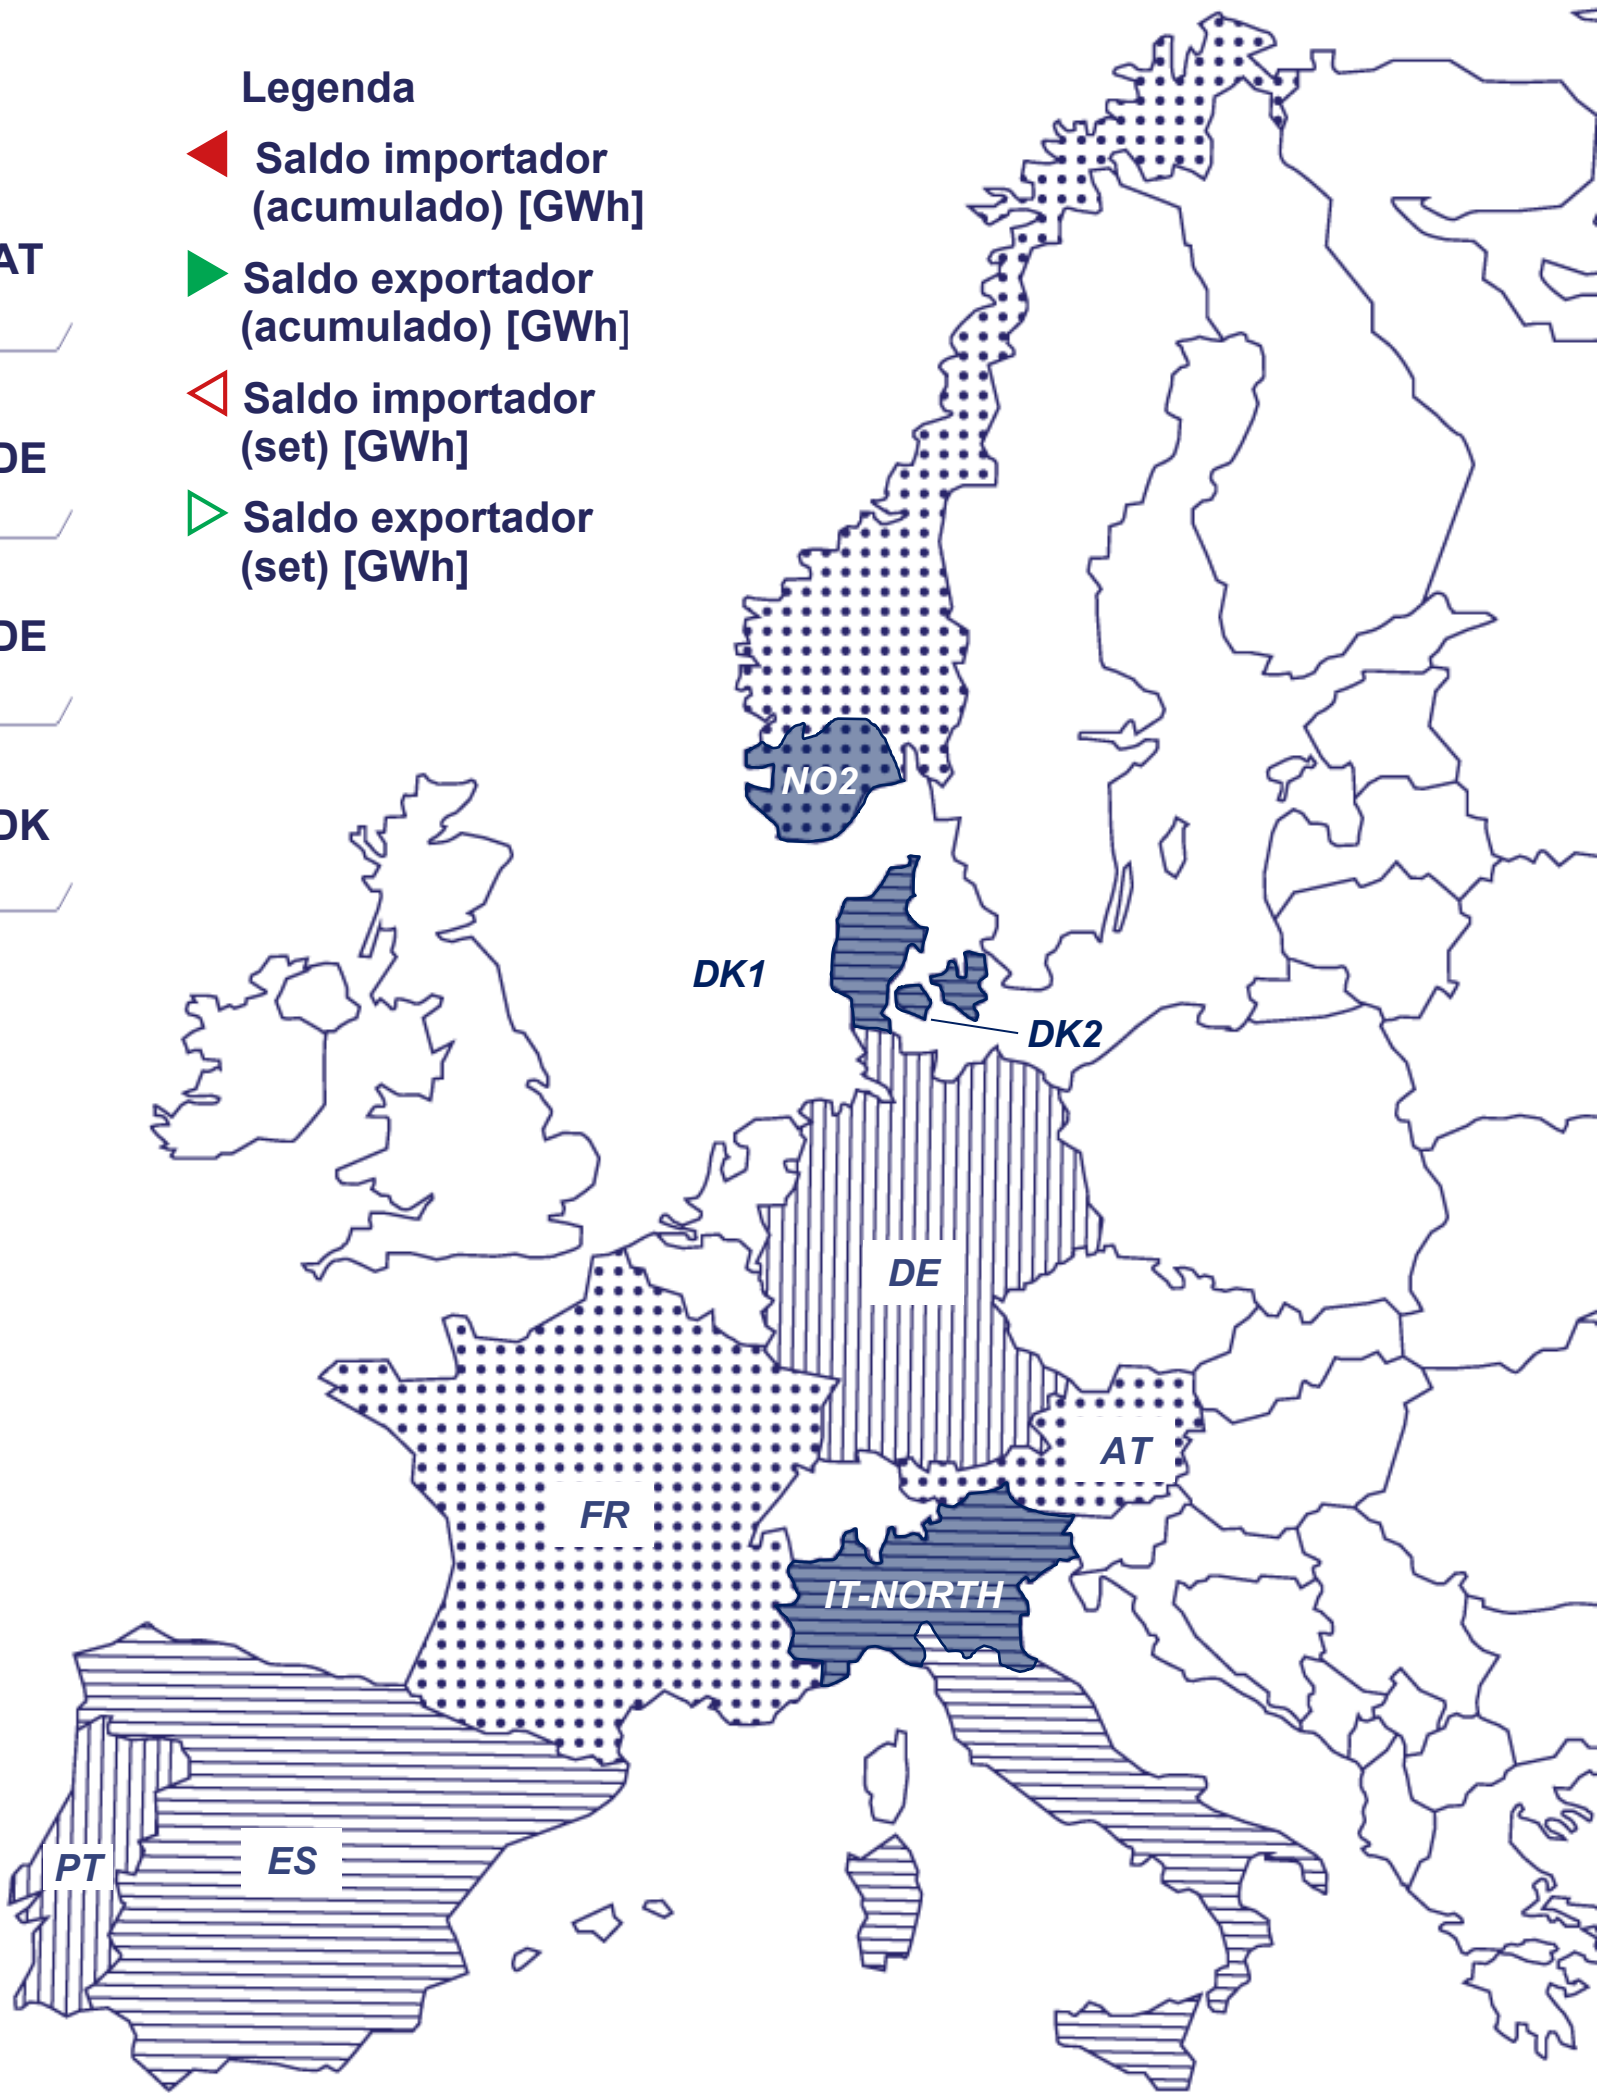 Legenda
Saldo importador
(acumulado) [GWh]
AT
Saldo exportador
(acumulado) [GWh]
Saldo importador
(set) [GWh]
DE
Saldo exportador
(set) [GWh]
DE
NO2
DK
DK1
DK2
DE
AT
FR
IT-NORTH
PT
ES